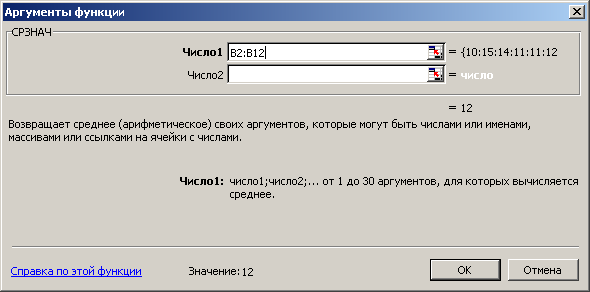 Аргументы функции
СРЗНАЧ
Число1 B2:B12 = {10:15:14:11:11:12
Число2 = число
= 12
Возвращает среднее (арифметическое) своих аргументов, которые могут быть числами или именами,
массивами или ссылками на ячейки с числами.
Число1: число1;число2;... от 1 до 30 аргументов, для которых вычисляется
среднее.
Справка по этой функции Значение:12 OK Отмена